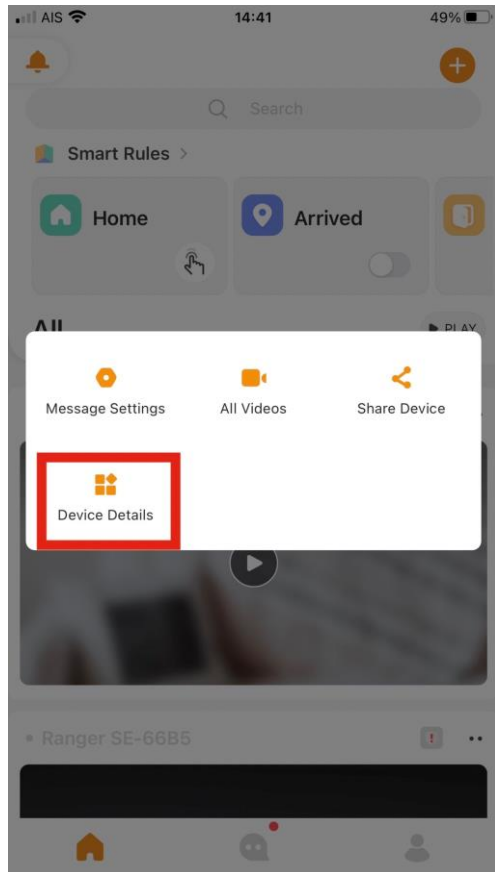 AIS 14:41 49%
Search
Smart Rules >
Home Arrived
All PLAY
Message Settings All Videos Share Device
Device Details
Ranger SE-66B5